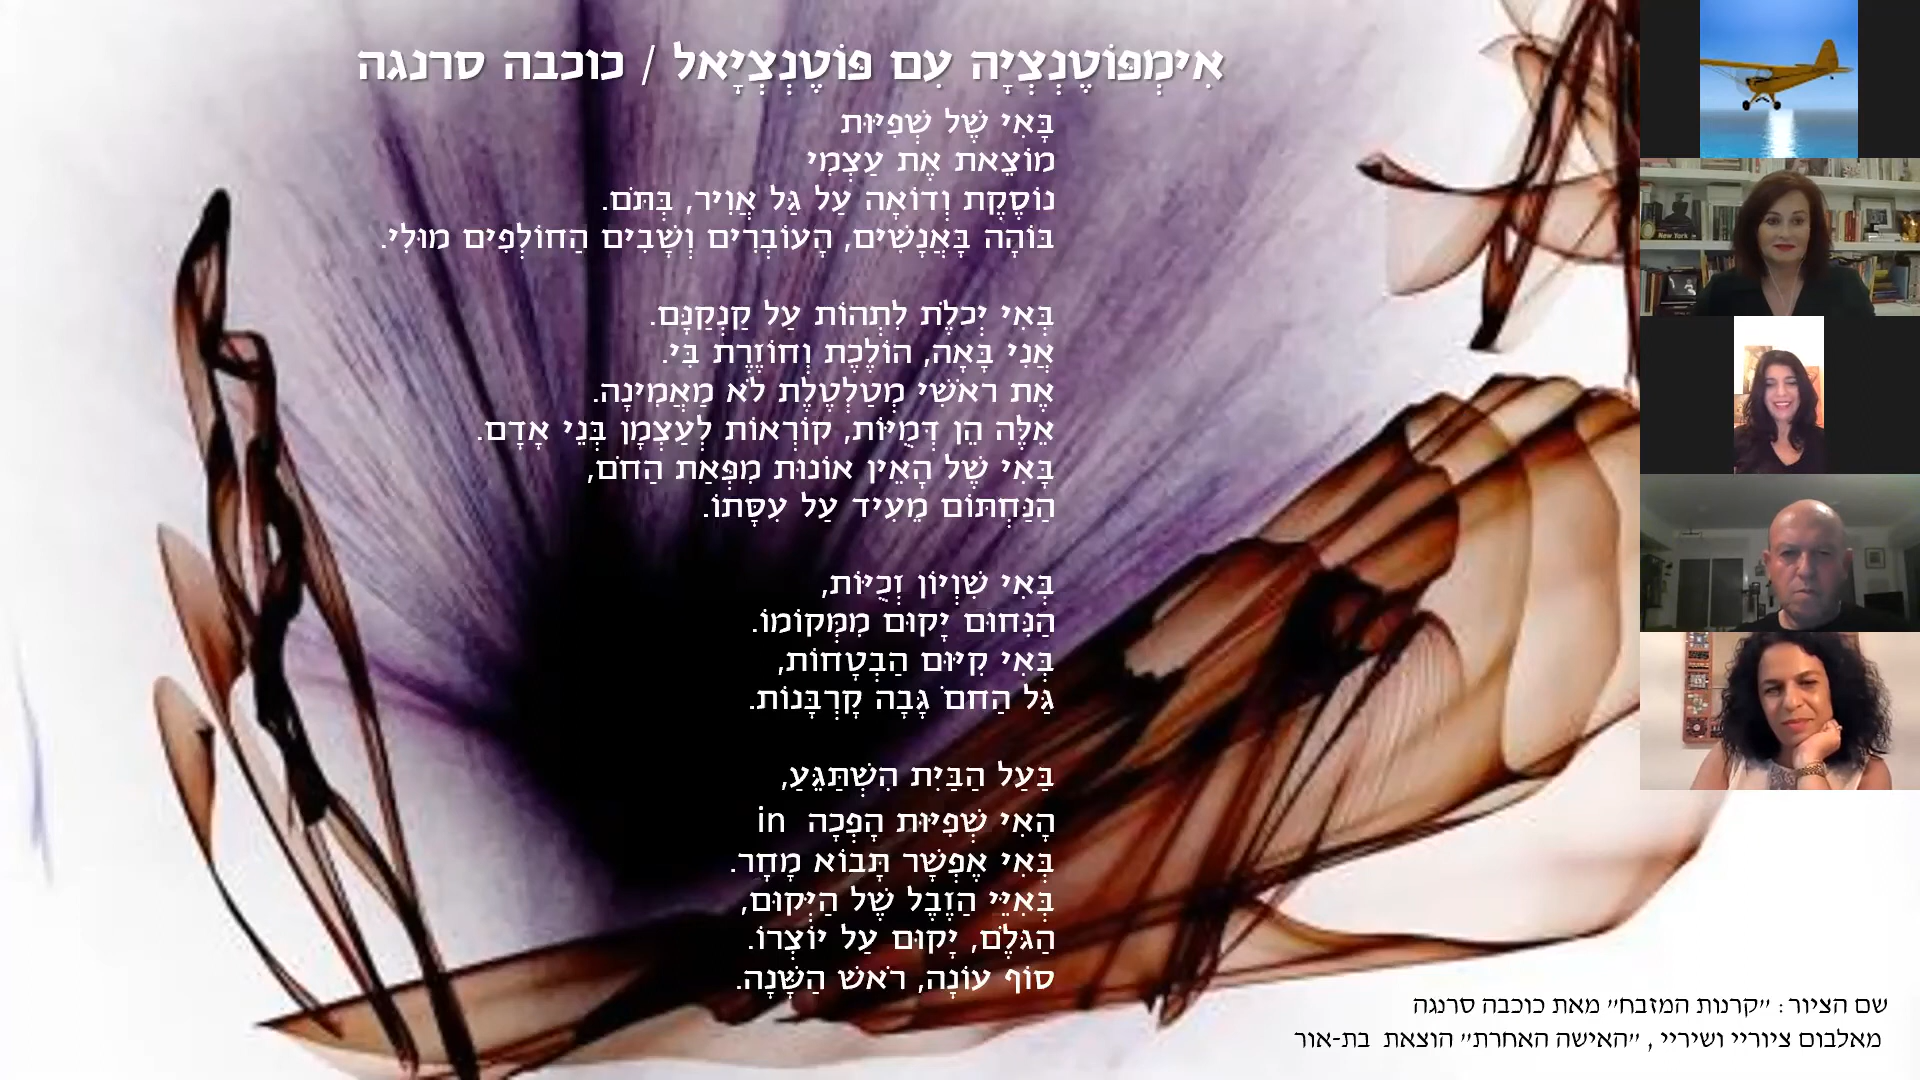 אִימְפּוֹטֶנְצְיָה עִם פּוֹטֶנְצְיָאל / כוכבה סרנגה
בָּאִי שֶׁל שְׁפִיּוּת
מוֹצֵאת אֶת עַצְמִי
נוֹסֶקֶת וְדוֹאָה עַל גַּל אֲוִיר, בְּתֹם.
בּוֹהָה בָּאֲנָשִׁים, הָעוֹבְרִים וְשָׁבִים הַחוֹלְפִים מוּלִי.
בְּאִי יְכֹלֶת לִתְהוֹת עַל קַנְקַנָּם.
אֲנִי בָּאָה, הוֹלֶכֶת וְחוֹזֶרֶת בִּי.
אֶת רֹאשִׁי מְטַלְטֶלֶת לֹא מַאֲמִינָה.
אֵלֶּה הֵן דְּמֻיּוֹת, קוֹרְאוֹת לְעַצְמָן בְּנֵי אָדָם.
בָּאִי שֶׁל הָאֵין אוֹנוּת מִפְּאַת הַחֹם,
הַנַּחְתּוֹם מֵעִיד עַל עִסָּתוֹ.
בְּאִי שִׁוְיוֹן זְכֻיּוֹת,
הַנִּחוּם יָקוּם מִמְּקוֹמוֹ.
בְּאִי קִיּוּם הַבְטָחוֹת,
גַּל הַחֹם גָּבָה קָרְבָּנוֹת.
בַּעַל הַבַּיִת הִשְׁתַּגֵּעַ,
הָאִי שְׁפִיּוּת הָפְכָה in
בְּאִי אֶפְשָׁר תָּבוֹא מָחָר.
בְּאִיֵּי הַזֶּבֶל שֶׁל הַיְּקוּם,
הַגֹּלֶם, יָקוּם עַל יוֹצְרוֹ.
סוֹף עוֹנָה, רֹאשׁ הַשָּׁנָה.
שם הציור: "קרנות המזבח" מאת כוכבה סרנגה
מאלבום ציוריי ושיריי , "האישה האחרת" הוצאת בת-אור
New York